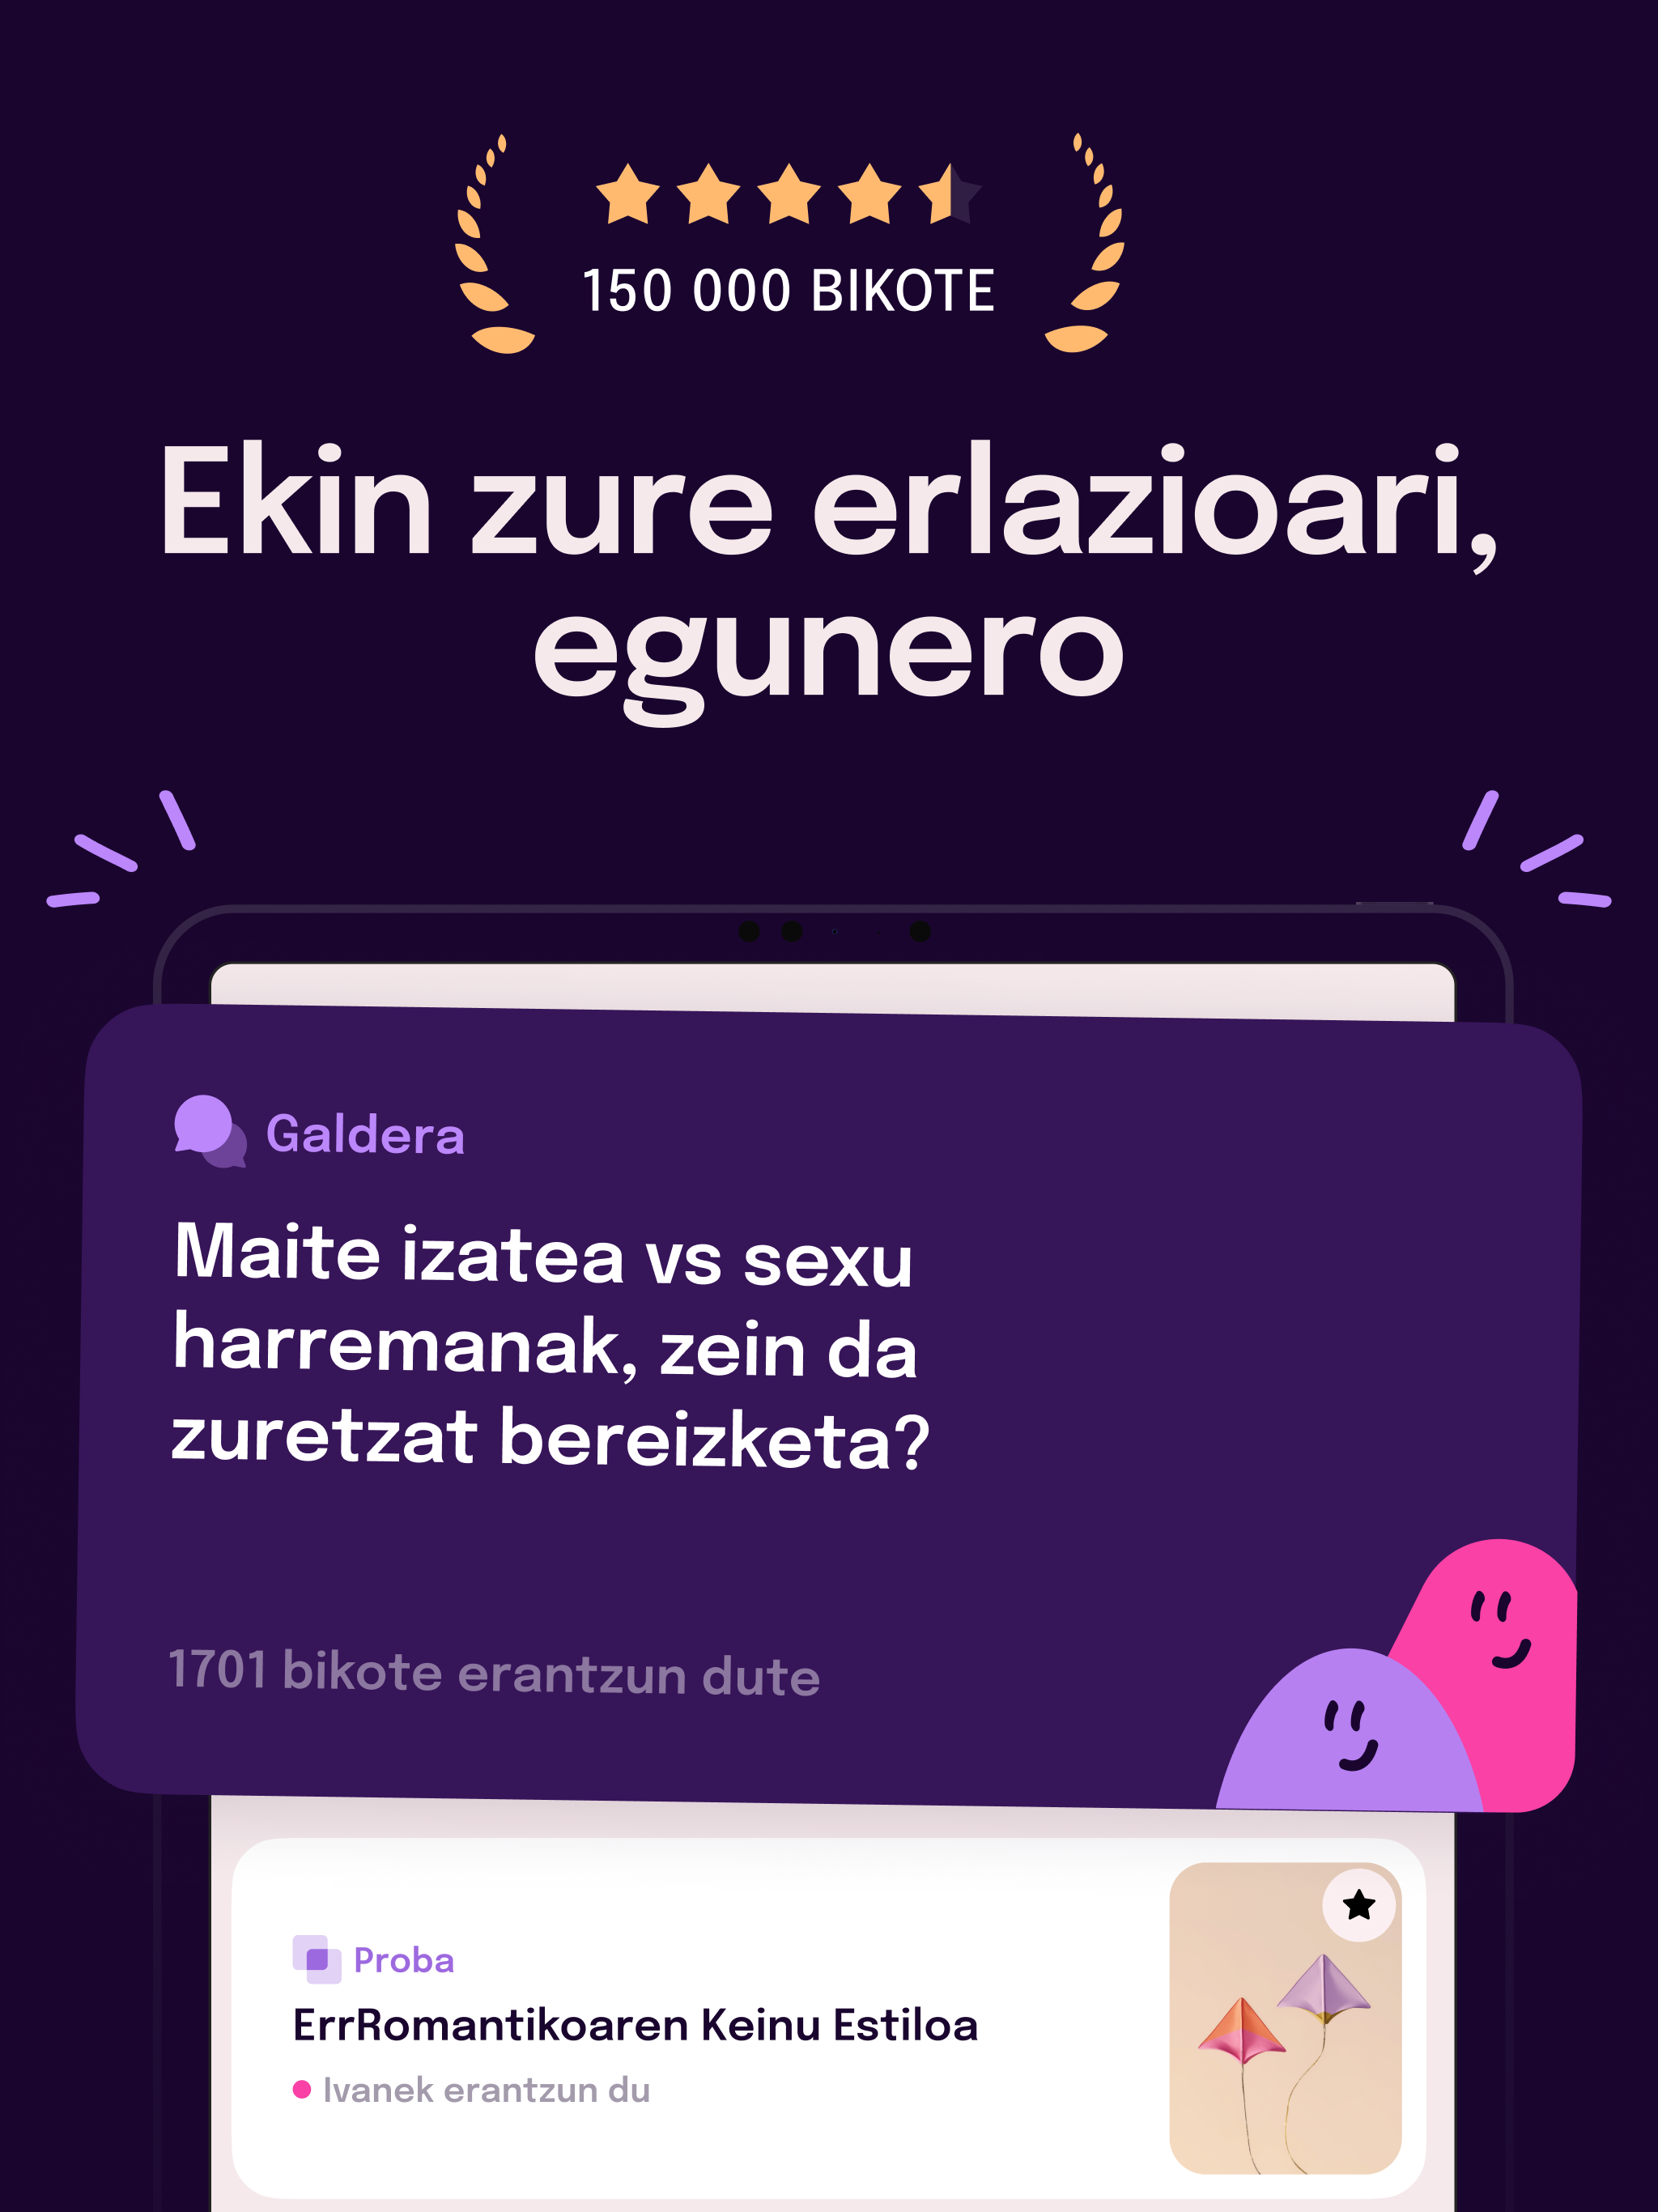 150 000 BIKOTE
Ekin zure erlazioari,
egunero
Galdera
Maite izatea vs sexu
harremanak, zein da
zuretzat bereizketa?
1701 bikote erantzun dute
Proba
ErrRomantikoaren Keinu Estiloa
Ivanek erantzun du